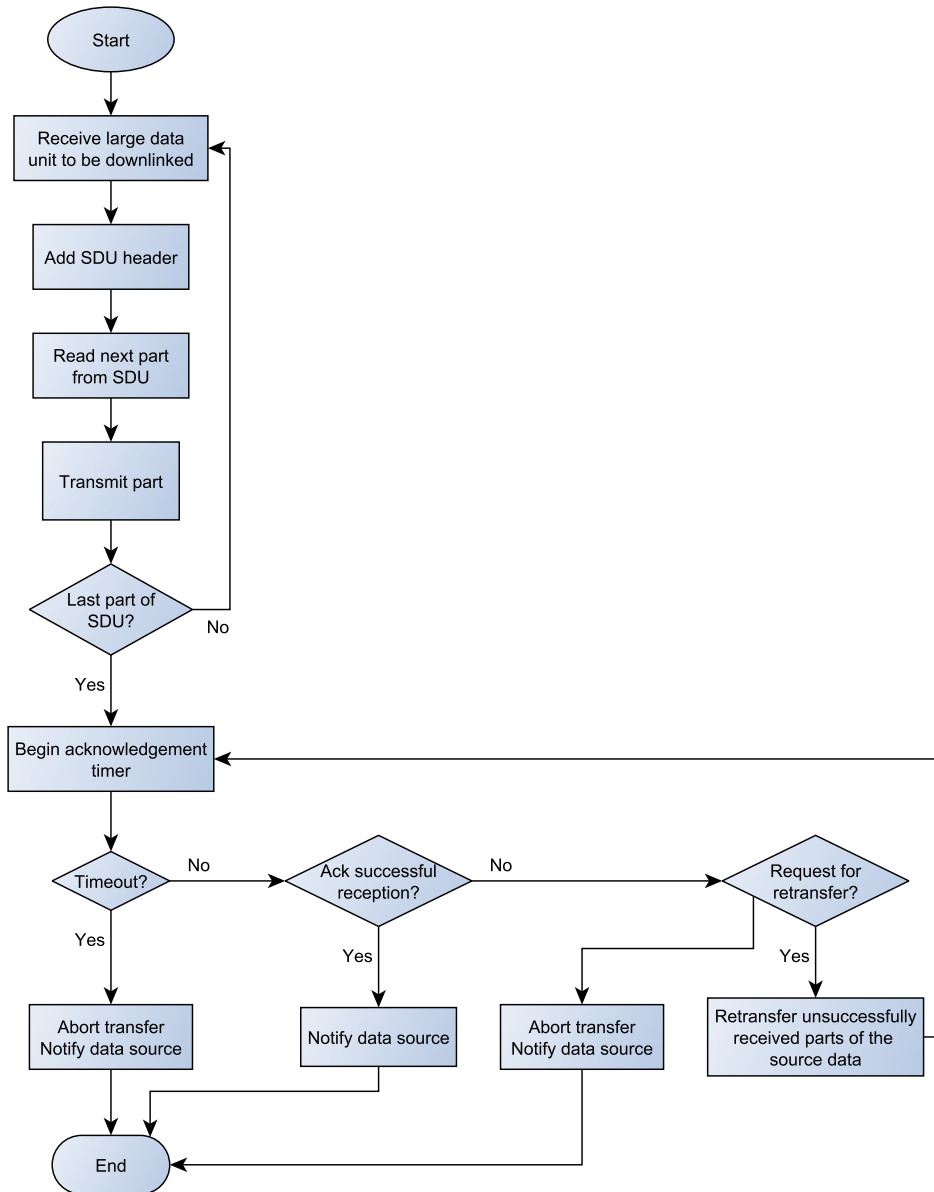 Start
Receive large data
unit to be downlinked
Add SDU header
Read next part
from SDU
Transmit part
Last part of
SDU?
No
Yes
Begin acknowledgement
timer
Timeout?
No
Ack successful
reception?
No
Request for
retransfer?
Yes
Yes
Yes
Abort transfer
Notify data source
Notify data source
Abort transfer
Notify data source
Retransfer unsuccessfully
received parts of the
source data
End